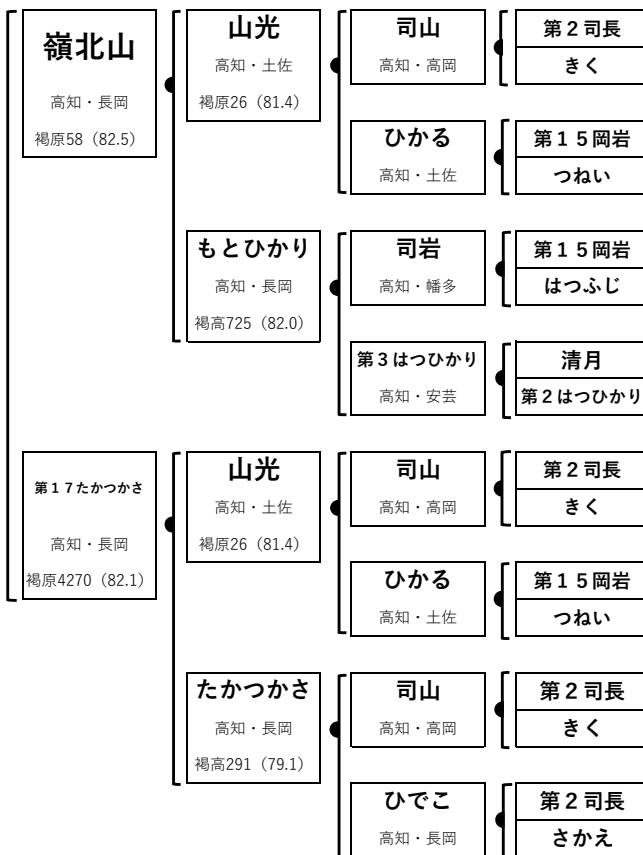 嶺北山
高知・長岡
褐原58（82.5）
山光
高知・土佐
褐原26（81.4）
司山
高知・高岡
第２司長
きく
ひかる
高知・土佐
第１５岡岩
つねい
もとひかり
高知・長岡
褐高725（82.0）
司岩
高知・幡多
第１５岡岩
はつふじ
第３はつひかり
高知・安芸
清月
第２はつひかり
第１７たかつかさ
高知・長岡
褐原4270（82.1）
山光
高知・土佐
褐原26（81.4）
司山
高知・高岡
第２司長
きく
ひかる
高知・土佐
第１５岡岩
つねい
たかつかさ
高知・長岡
褐高291（79.1）
司山
高知・高岡
第２司長
きく
ひでこ
高知・長岡
第２司長
さかえ